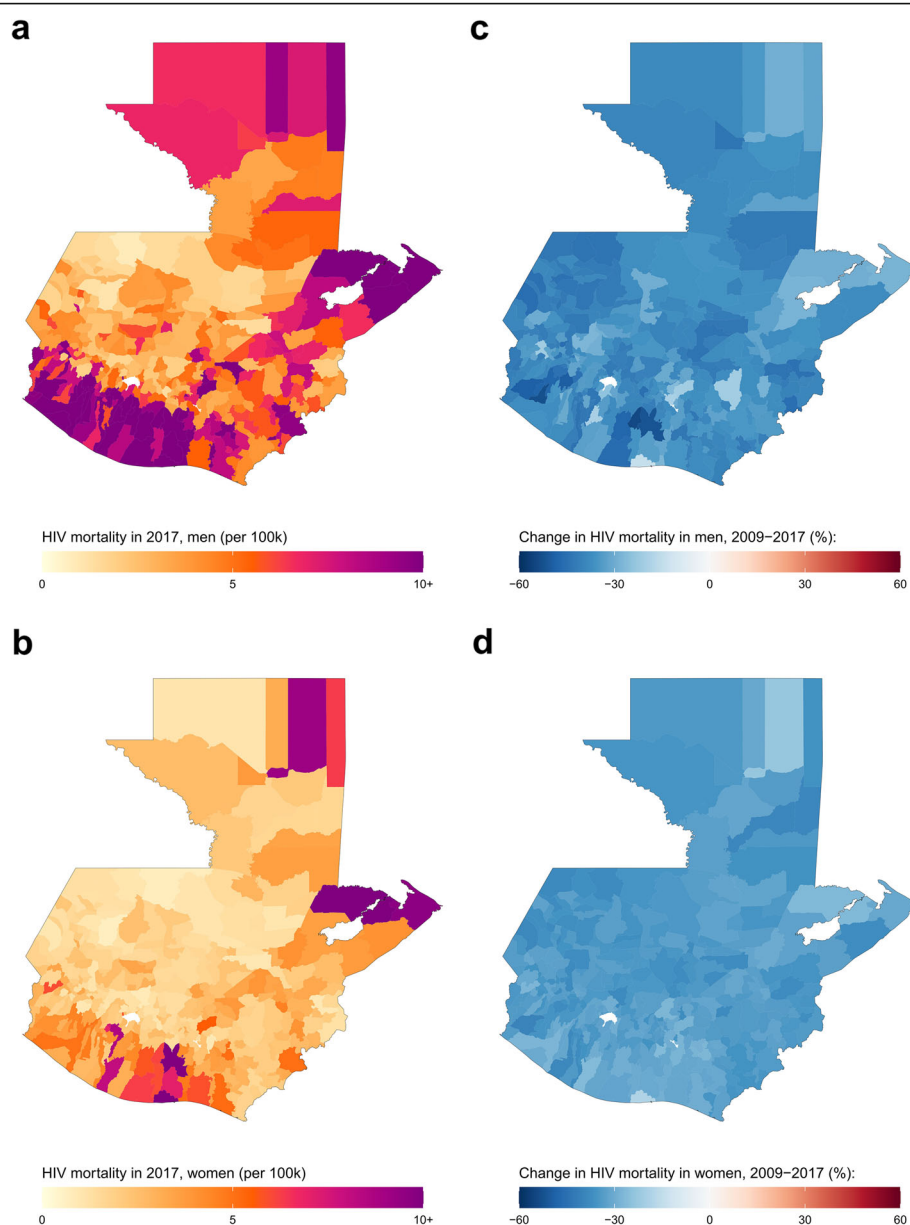 a
c
HIV mortality in 2017, men (per 100k)
0 5 10+
Change in HIV mortality in men, 2009−2017 (%):
−60 −30 0 30 60
b
d
HIV mortality in 2017, women (per 100k)
0 5 10+
Change in HIV mortality in women, 2009−2017 (%):
−60 −30 0 30 60